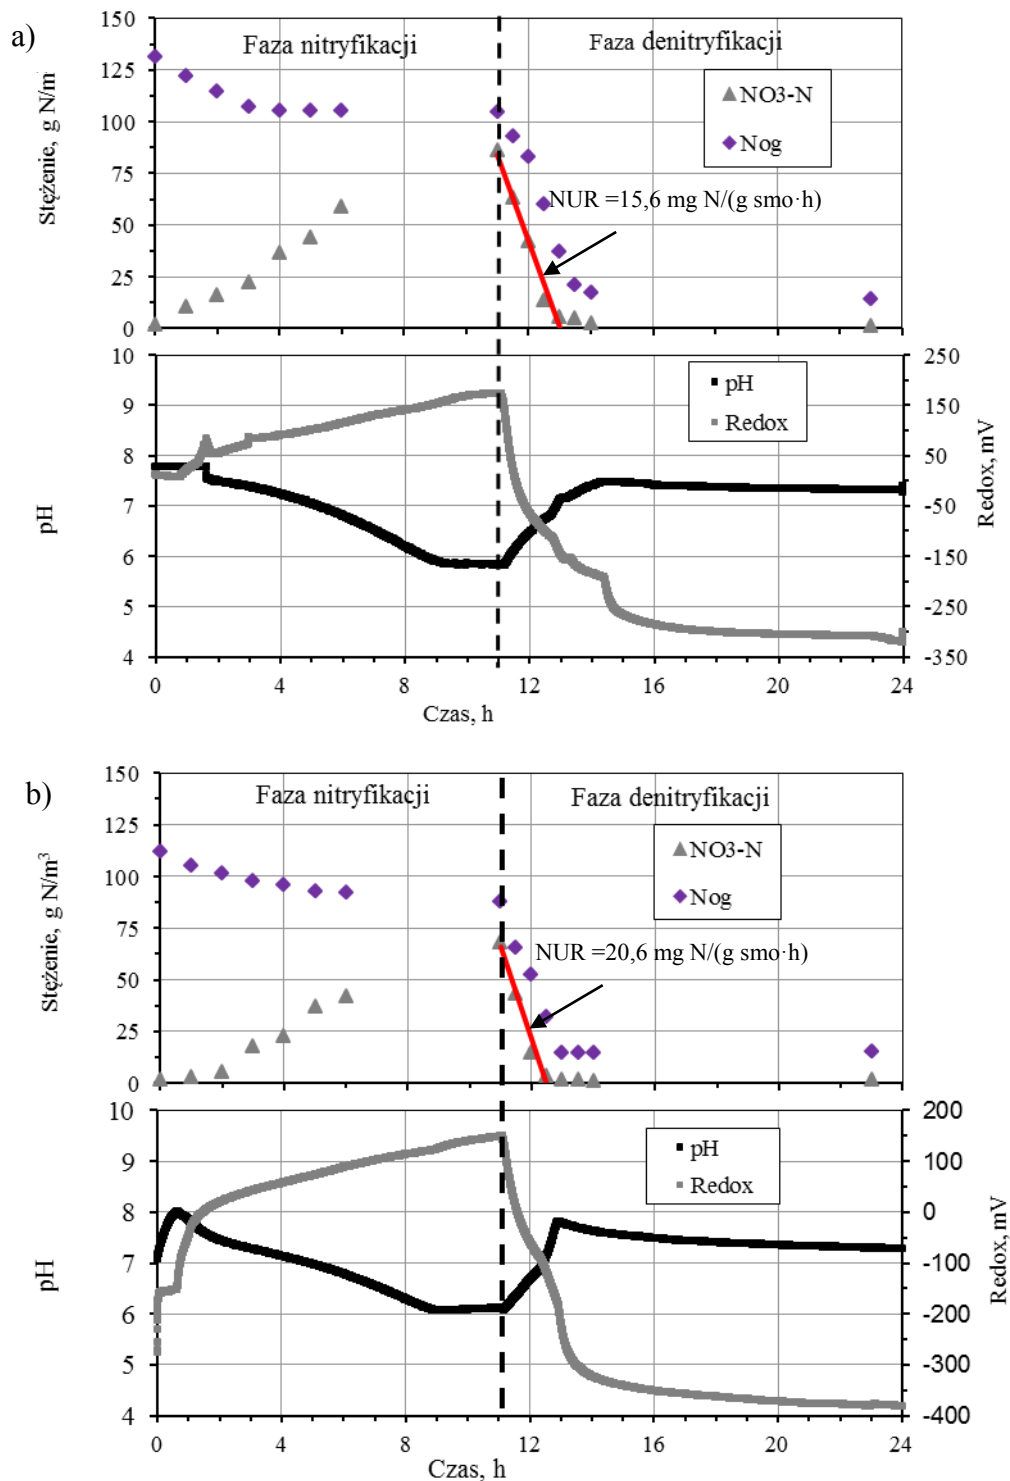 a)
150
125
100
75
50
25
0
Stężenie, g N/m
Faza nitryfikacji
Faza denitryfikacji
NO3-N
Nog
NUR =15,6 mg N/(g smo·h)
10
9
8
7
6
5
4
pH
250
150
50
-50
-150
-250
-350
Redox, mV
pH
Redox
0 4 8 12 16 20 24
Czas, h
b)
150
125
100
75
50
25
0
Stężenie, g N/m³
Faza nitryfikacji
Faza denitryfikacji
NO3-N
Nog
NUR =20,6 mg N/(g smo·h)
10
9
8
7
6
5
4
pH
200
100
0
-100
-200
-300
-400
Redox, mV
pH
Redox
0 4 8 12 16 20 24
Czas, h